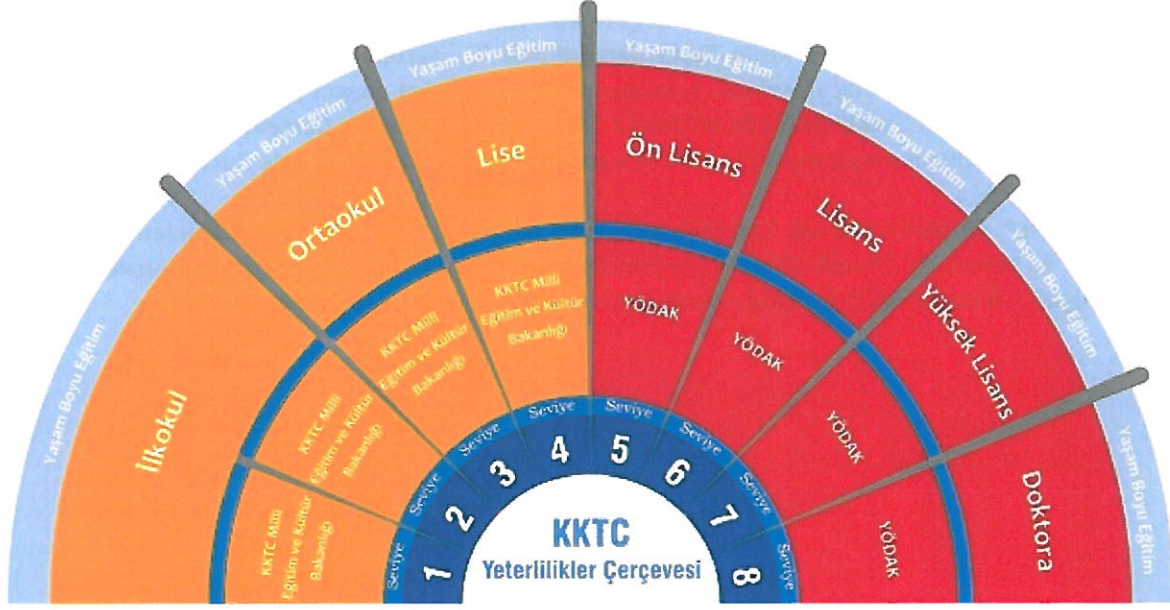 Yaşam Boyu Eğitim
Yaşam Boyu Eğitim
Yaşam Boyu Eğitim
Yaşam Boyu Eğitim
Yaşam Boyu Eğitim
Yaşam Boyu Eğitim
Yaşam Boyu Eğitim
İlkokul
Ortaokul
Lise
Ön Lisans
Lisans
Yüksek Lisans
Doktora
KKTC Milli
Eğitim ve Kültür
Bakanlığı
KKTC Milli
Eğitim ve Kültür
Bakanlığı
KKTC Milli
Eğitim ve Kültür
Bakanlığı
KKTC Milli
Eğitim ve Kültür
Bakanlığı
YÖDAK
YÖDAK
YÖDAK
YÖDAK
Seviye
Seviye
Seviye
Seviye
Seviye
Seviye
Seviye
Seviye
1
2
3
4
5
6
7
8
KKTC
Yeterlilikler Çerçevesi